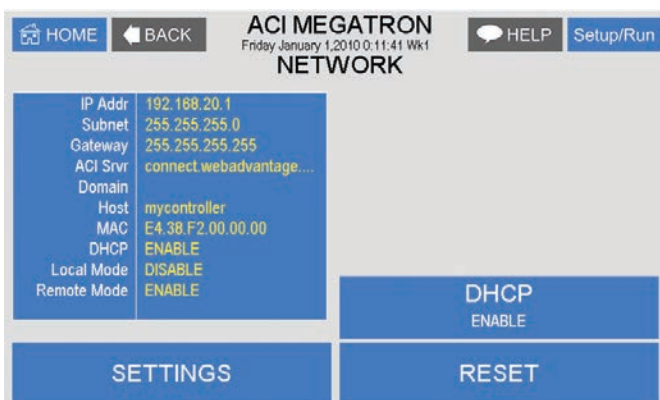 HOME
BACK
ACI MEGATRON
Friday January 1,2010 0:11:41 Wk1
NETWORK
HELP
Setup/Run
IP Addr 192.168.20.1
Subnet 255.255.255.0
Gateway 255.255.255.255
ACI Srvr connect.webadvantage....
Domain
Host mycontroller
MAC E4.38.F2.00.00.00
DHCP ENABLE
Local Mode DISABLE
Remote Mode ENABLE
DHCP
ENABLE
SETTINGS
RESET